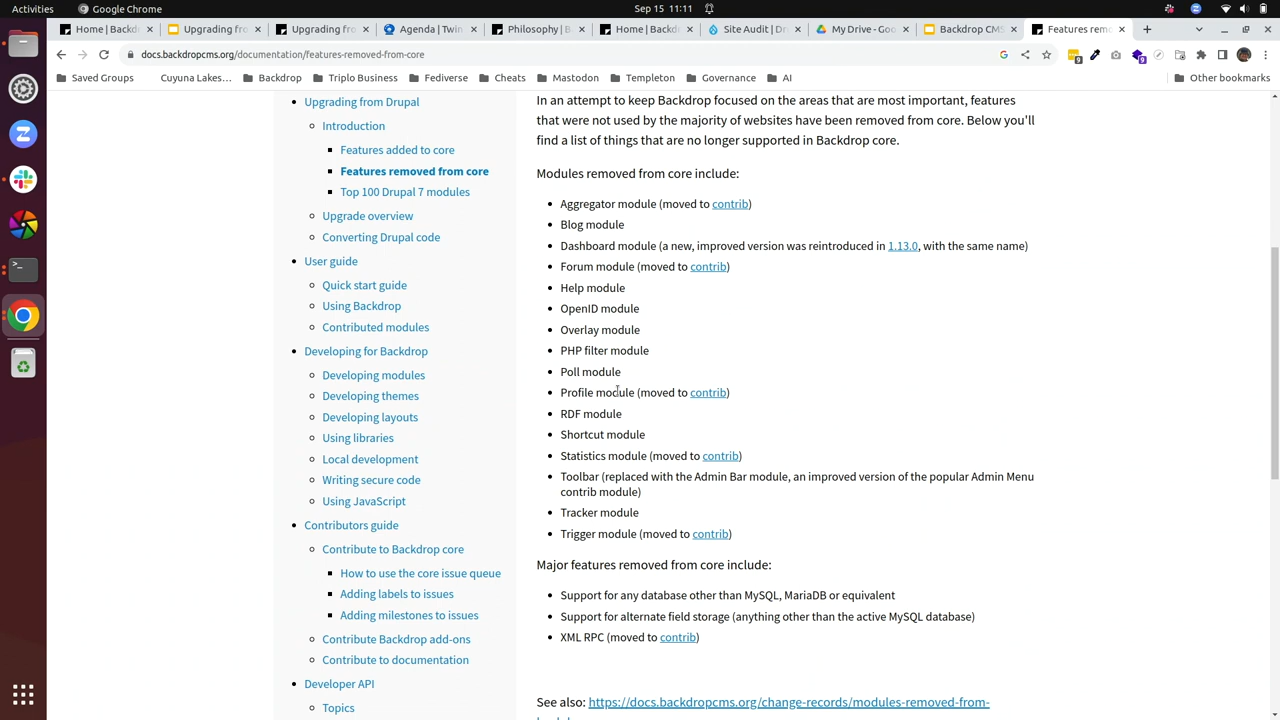 Activities
Google Chrome
Sep 15 11:11
Home | Back
Upgrading fro
Upgrading fro
Agenda | Twin
Philosophy | B
Home | Backd
Site Audit | Dr
My Drive - Goo
Backdrop CMS
Features remo
docs.backdropcms.org/documentation/features-removed-from-core
Saved Groups
Cuyuna Lakes…
Backdrop
Triplo Business
Fediverse
Cheats
Mastodon
Templeton
Governance
AI
Other bookmarks
Upgrading from Drupal
Introduction
Features added to core
Features removed from core
Top 100 Drupal 7 modules
Upgrade overview
Converting Drupal code
User guide
Quick start guide
Using Backdrop
Contributed modules
Developing for Backdrop
Developing modules
Developing themes
Developing layouts
Using libraries
Local development
Writing secure code
Using JavaScript
Contributors guide
Contribute to Backdrop core
How to use the core issue queue
Adding labels to issues
Adding milestones to issues
Contribute Backdrop add-ons
Contribute to documentation
Developer API
Topics
In an attempt to keep Backdrop focused on the areas that are most important, features
that were not used by the majority of websites have been removed from core. Below you'll
find a list of things that are no longer supported in Backdrop core.
Modules removed from core include:
Aggregator module (moved to contrib)
Blog module
Dashboard module (a new, improved version was reintroduced in 1.13.0, with the same name)
Forum module (moved to contrib)
Help module
OpenID module
Overlay module
PHP filter module
Poll module
Profile module (moved to contrib)
RDF module
Shortcut module
Statistics module (moved to contrib)
Toolbar (replaced with the Admin Bar module, an improved version of the popular Admin Menu
contrib module)
Tracker module
Trigger module (moved to contrib)
Major features removed from core include:
Support for any database other than MySQL, MariaDB or equivalent
Support for alternate field storage (anything other than the active MySQL database)
XML RPC (moved to contrib)
See also: https://docs.backdropcms.org/change-records/modules-removed-from-